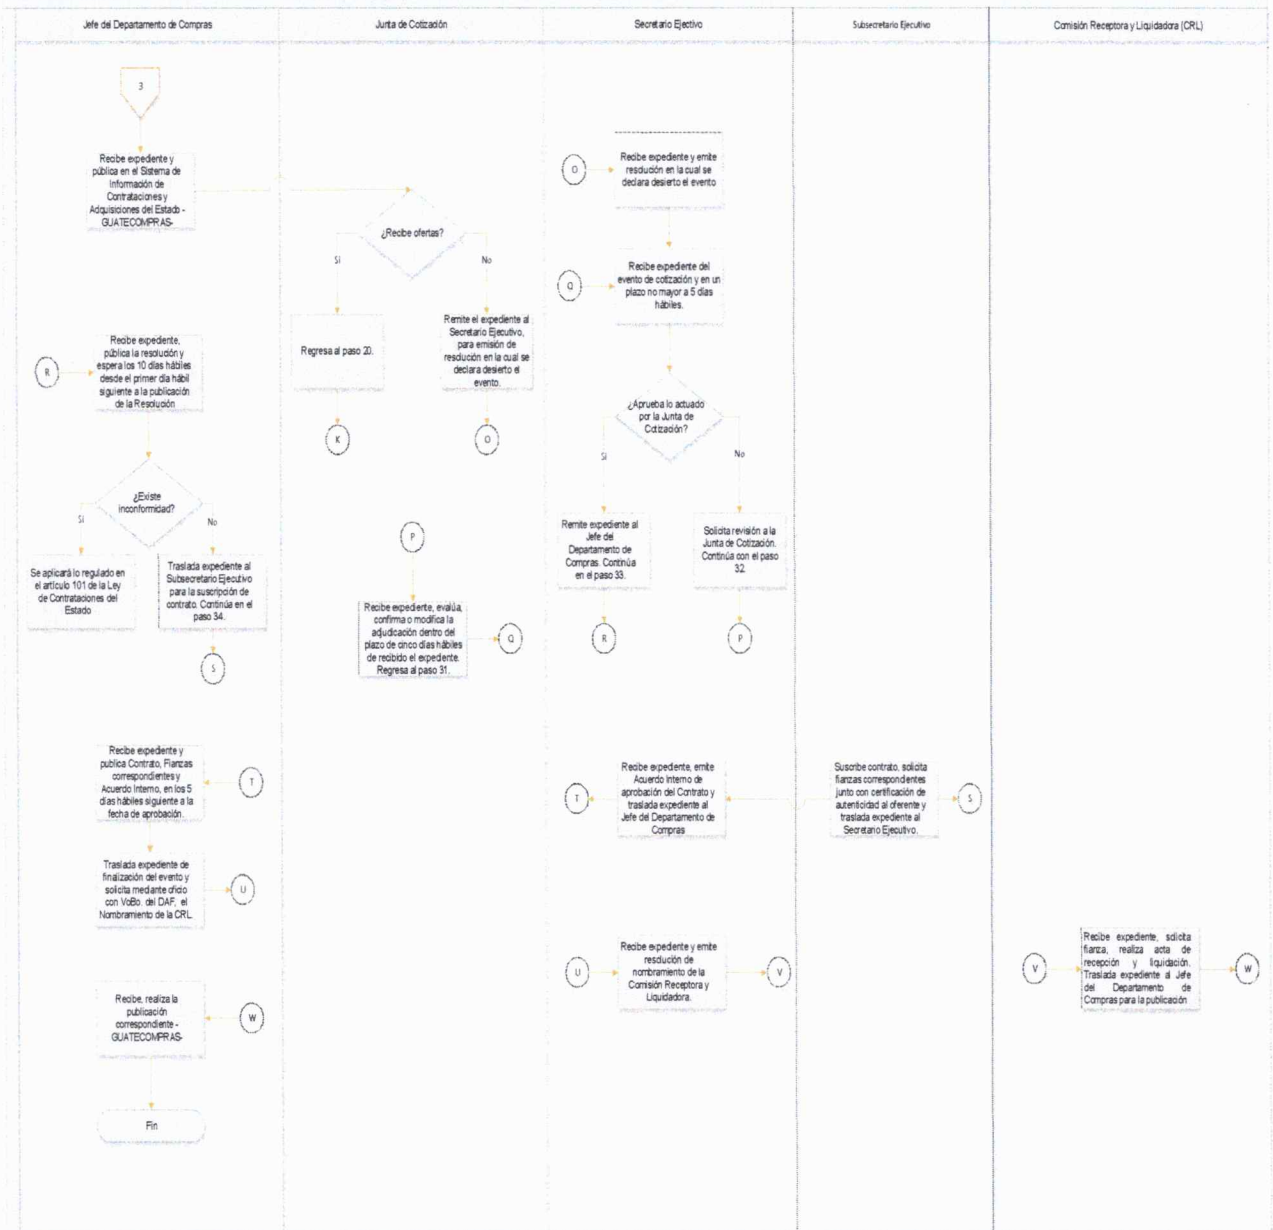 Jefe del Departamento de Compras
Junta de Cotización
Secretario Ejectivo
Subsecretario Ejecutivo
Comisión Receptora y Liquidadora (CRL)
3
Recibe expediente y
pública en el Sistema de
Información de
Contrataciones y
Adquisiciones del Estado -
GUATECOMPRAS-
¿Recibe ofertas?
Sí
No
Regresa al paso 20.
K
Remite el expediente al
Secretario Ejecutivo,
para emisión de
resolución en la cual se
declara desierto el
evento.
O
O
Recibe expediente y emite
resolución en la cual se
declara desierto el evento
Q
Recibe expediente del
evento de cotización y en un
plazo no mayor a 5 días
hábiles.
¿Aprueba lo actuado
por la Junta de
Cotización?
Sí
No
Remite expediente al
Jefe del
Departamento de
Compras. Continúa
en el paso 33.
R
Solicita revisión a la
Junta de Cotización.
Continúa con el paso
32.
P
R
Recibe expediente,
pública la resolución y
espera los 10 días hábiles
desde el primer día hábil
siguiente a la publicación
de la Resolución
¿Existe
inconformidad?
Sí
No
Se aplicará lo regulado en
el artículo 101 de la Ley
de Contrataciones del
Estado
Traslada expediente al
Subsecretario Ejecutivo
para la suscripción de
contrato. Continúa en el
paso 34.
S
P
Recibe expediente, evalúa,
confirma o modifica la
adjudicación dentro del
plazo de cinco días hábiles
de recibido el expediente.
Regresa al paso 31.
Q
Recibe expediente y
publica Contrato, Fianzas
correspondientes y
Acuerdo Interno, en los 5
días hábiles siguiente a la
fecha de aprobación.
T
T
Recibe expediente, emite
Acuerdo Interno de
aprobación del Contrato y
traslada expediente al
Jefe del Departamento de
Compras
Suscribe contrato, solicita
fianzas correspondientes
junto con certificación de
autenticidad al oferente y
traslada expediente al
Secretario Ejecutivo.
S
Traslada expediente de
finalización del evento y
solicita mediante oficio
con VoBo. del DAF, el
Nombramiento de la CRL.
U
U
Recibe expediente y emite
resolución de
nombramiento de la
Comisión Receptora y
Liquidadora.
V
V
Recibe expediente, solicita
fianza, realiza acta de
recepción y liquidación.
Traslada expediente al Jefe
del Departamento de
Compras para la publicación
W
Recibe, realiza la
publicación
correspondiente -
GUATECOMPRAS-
W
Fin